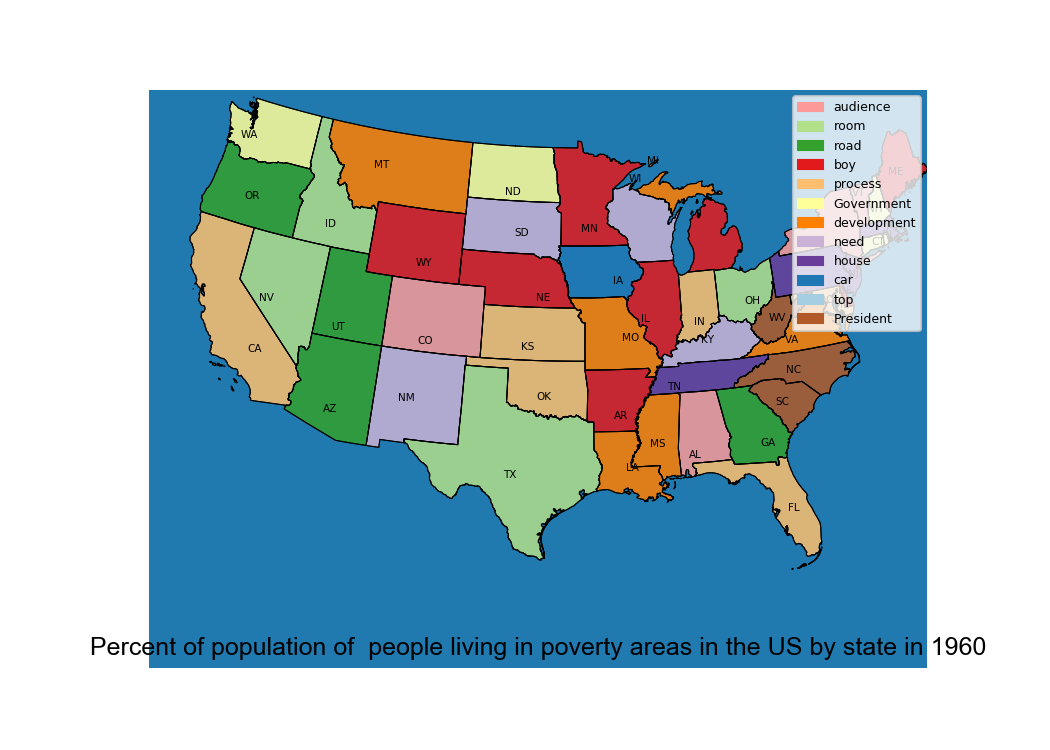 WA
MT
ND
MI
WI
ME
OR
ID
SD
MN
WY
NV
UT
CO
NE
IA
IL
IN
OH
WV
KY
VA
CA
KS
MO
NC
AZ
NM
OK
TN
AR
SC
TX
MS
AL
GA
LA
FL
audience
room
road
boy
process
Government
development
need
house
car
top
President
Percent of population of  people living in poverty areas in the US by state in 1960